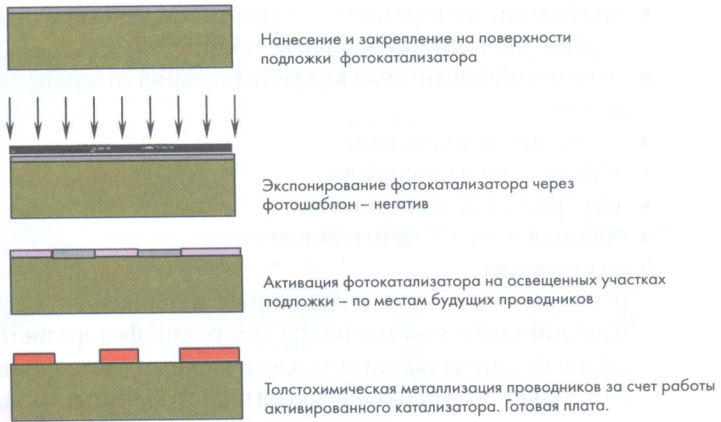 Нанесение и закрепление на поверхности
подложки фотокатализатора
Экспонирование фотокатализатора через
фотошаблон – негатив
Активация фотокатализатора на освещенных участках
подложки – по местам будущих проводников
Толстохимическая металлизация проводников за счет работы
активированного катализатора. Готовая плата.